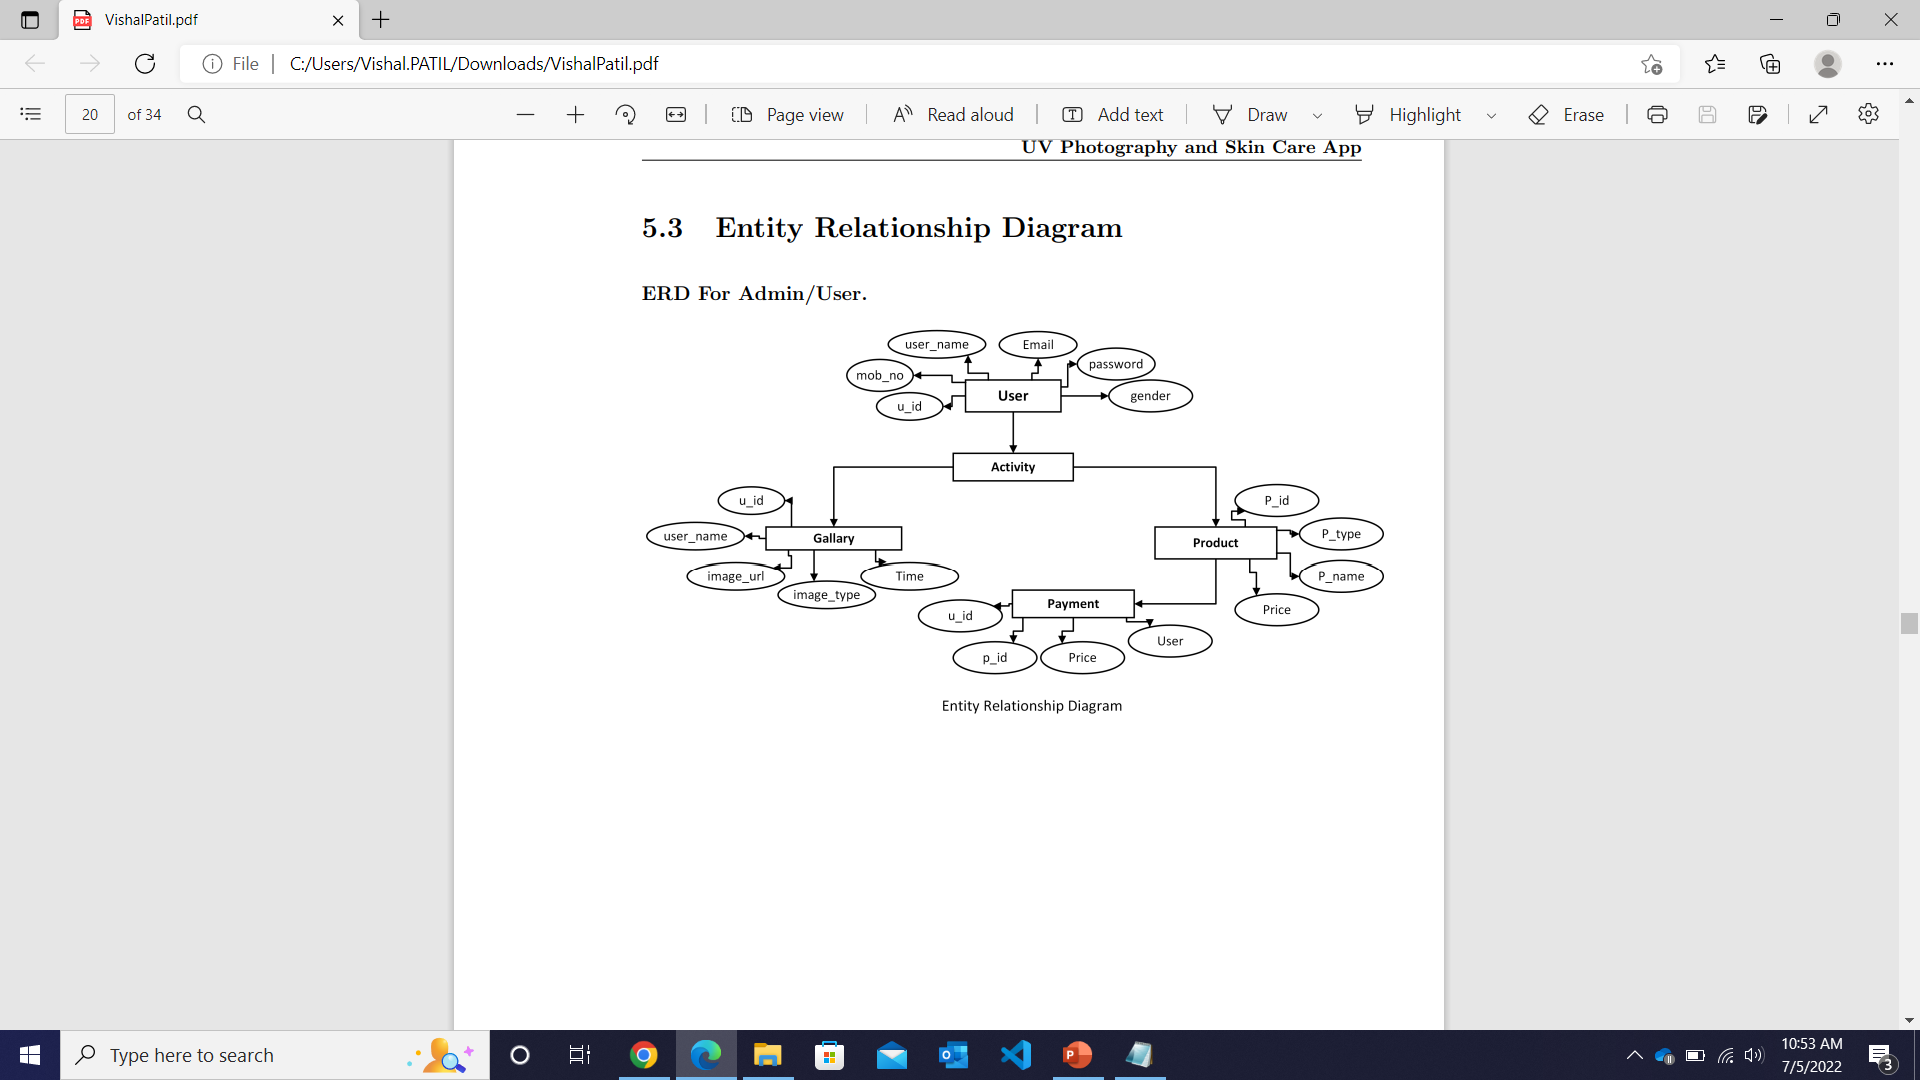 VishalPatil.pdf
File C:/Users/Vishal.PATIL/Downloads/VishalPatil.pdf
20 of 34 Page view Read aloud Add text Draw Highlight Erase
UV Photography and Skin Care App
5.3 Entity Relationship Diagram
ERD For Admin/User.
user_name Email
password
mob_no
User gender
u_id
Activity
u_id P_id
user_name Gallary Product P_type
image_url Time P_name
image_type
Payment Price
u_id
User
p_id Price
Entity Relationship Diagram
Type here to search
10:53 AM
7/5/2022
3